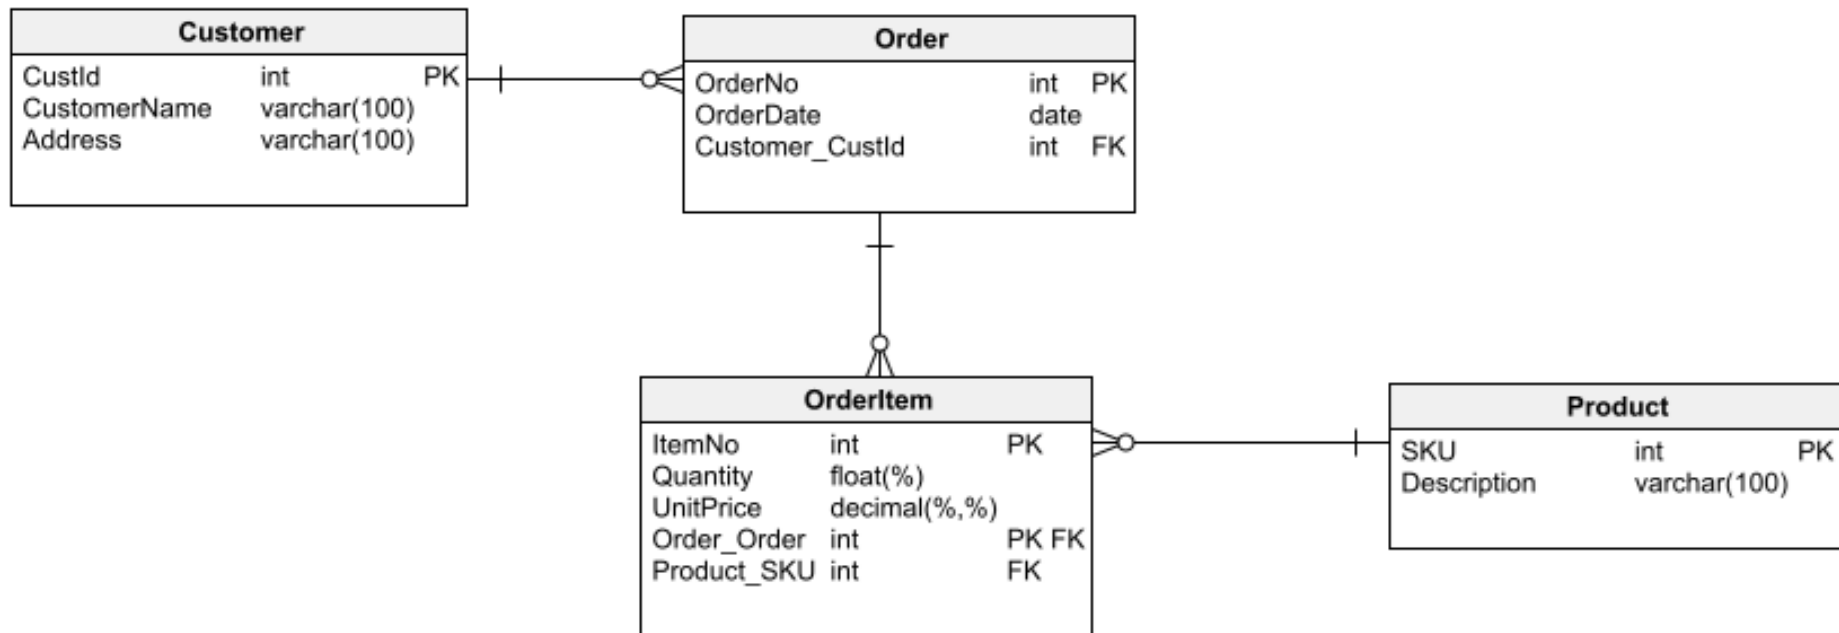 Customer
CustId int PK
CustomerName varchar(100)
Address varchar(100)
Order
OrderNo int PK
OrderDate date
Customer_CustId int FK
OrderItem
ItemNo int PK
Quantity float(%)
UnitPrice decimal(%,%)
Order_Order int PK FK
Product_SKU int FK
Product
SKU int PK
Description varchar(100)